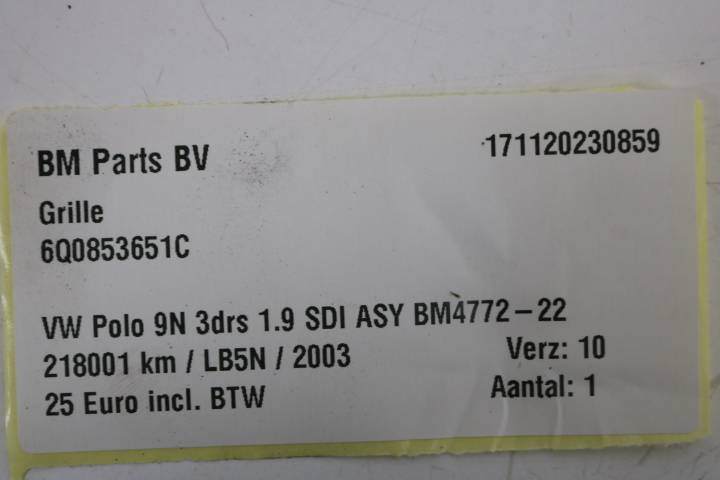 BM Parts BV 171120230859
Grille
6Q0853651C
VW Polo 9N 3drs 1.9 SDI ASY BM4772-22
218001 km / LB5N / 2003 Verz: 10
25 Euro incl. BTW Aantal: 1